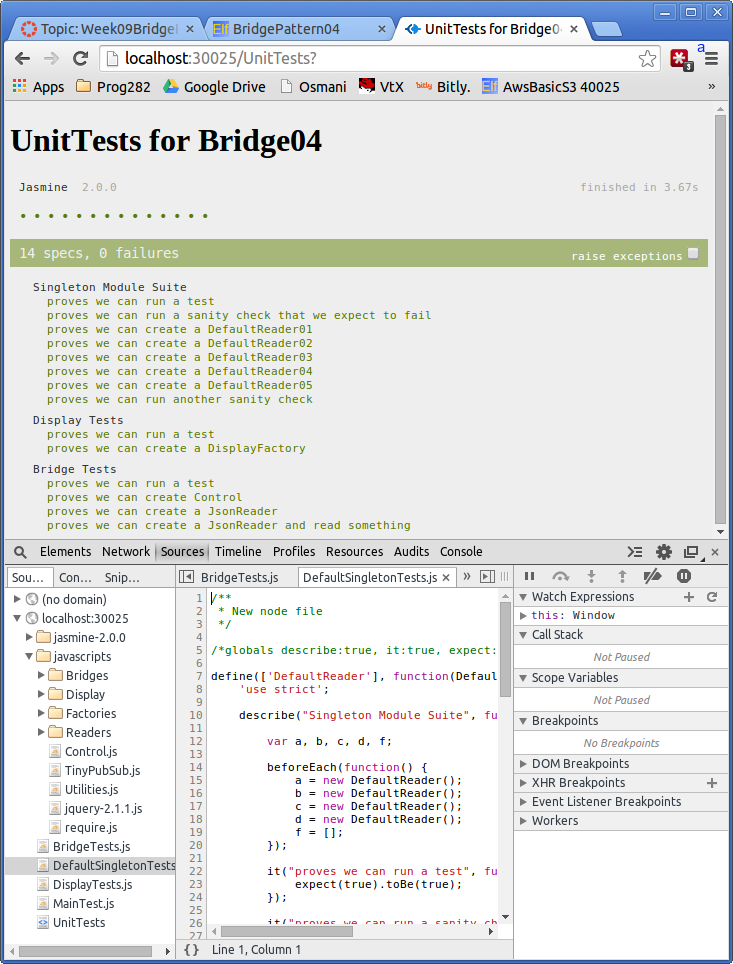 Topic: Week09Bridge
BridgePattern04
UnitTests for Bridge0
localhost:30025/UnitTests?
3
a
Apps Prog282 Google Drive Osmani VtX bitly Bitly. Elf AwsBasicS3 40025 »
UnitTests for Bridge04
Jasmine 2.0.0 finished in 3.67s
• • • • • • • • • • • • • •
14 specs, 0 failures raise exceptions
Singleton Module Suite
proves we can run a test
proves we can run a sanity check that we expect to fail
proves we can create a DefaultReader01
proves we can create a DefaultReader02
proves we can create a DefaultReader03
proves we can create a DefaultReader04
proves we can create a DefaultReader05
proves we can run another sanity check
Display Tests
proves we can run a test
proves we can create a DisplayFactory
Bridge Tests
proves we can run a test
proves we can create Control
proves we can create a JsonReader
proves we can create a JsonReader and read something
Elements Network Sources Timeline Profiles Resources Audits Console
Sou... Con... Snip...
(no domain)
localhost:30025
jasmine-2.0.0
javascripts
Bridges
Display
Factories
Readers
Control.js
TinyPubSub.js
Utilities.js
jquery-2.1.1.js
require.js
BridgeTests.js
DefaultSingletonTests
DisplayTests.js
MainTest.js
UnitTests
BridgeTests.js DefaultSingletonTests.js × »
1 /**
2 * New node file
3 */
4
5 /*globals describe:true, it:true, expect:
6
7 define(['DefaultReader'], function(Defau
8 'use strict';
9
10 describe("Singleton Module Suite", fu
11
12 var a, b, c, d, f;
13
14 beforeEach(function() {
15 a = new DefaultReader();
16 b = new DefaultReader();
17 c = new DefaultReader();
18 d = new DefaultReader();
19 f = [];
20 });
21
22 it("proves we can run a test", fu
23 expect(true).toBe(true);
24 });
25
26 it("proves we can run a sanity ch
27
{} Line 1, Column 1
Watch Expressions
this: Window
Call Stack
Not Paused
Scope Variables
Not Paused
Breakpoints
No Breakpoints
DOM Breakpoints
XHR Breakpoints
Event Listener Breakpoints
Workers